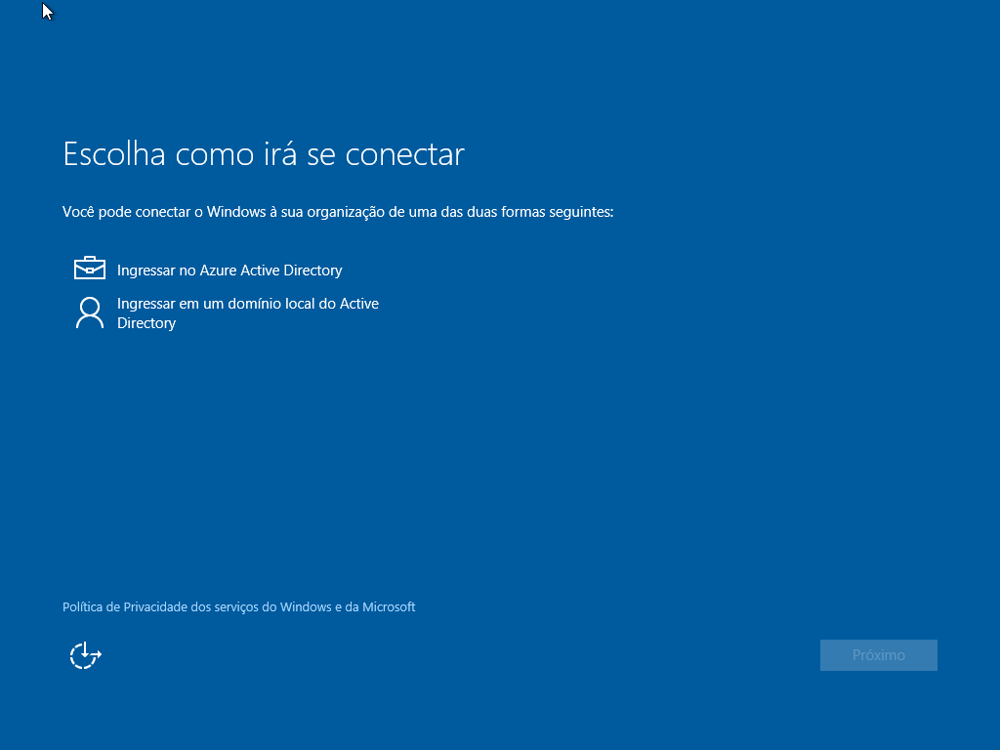 Escolha como irá se conectar
Você pode conectar o Windows à sua organização de uma das duas formas seguintes:
Ingressar no Azure Active Directory
Ingressar em um domínio local do Active
Directory
Política de Privacidade dos serviços do Windows e da Microsoft
Próximo